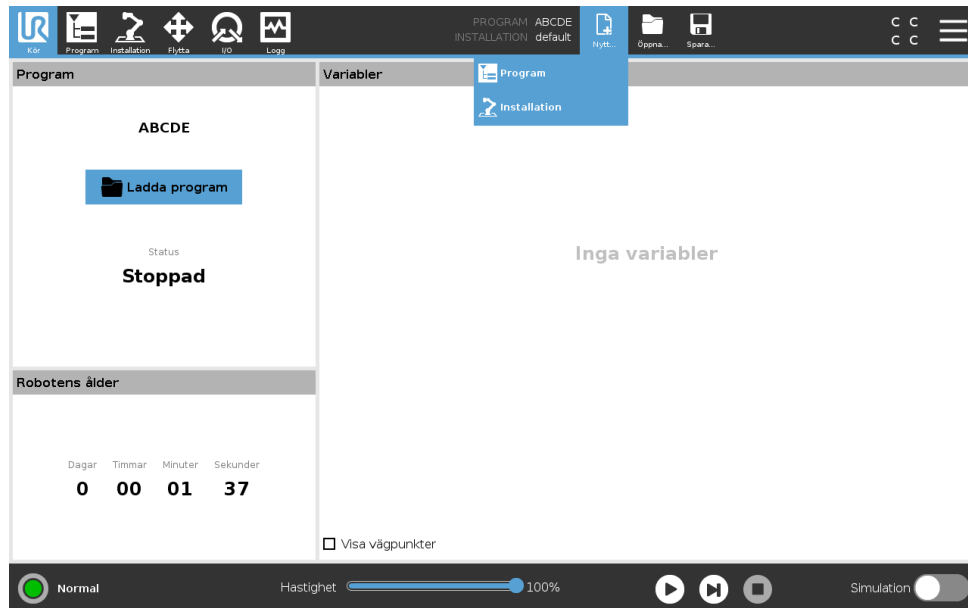 UR
Kör
Program
Installation
Flytta
I/O
Logg
PROGRAM ABCDE
INSTALLATION default
Nytt...
Öppna...
Spara...
C C
C C
Program
Installation
Program
ABCDE
Ladda program
Status
Stoppad
Robotens ålder
Dagar Timmar Minuter Sekunder
0 00 01 37
Variabler
Inga variabler
Visa vägpunkter
Normal
Hastighet 100%
Simulation